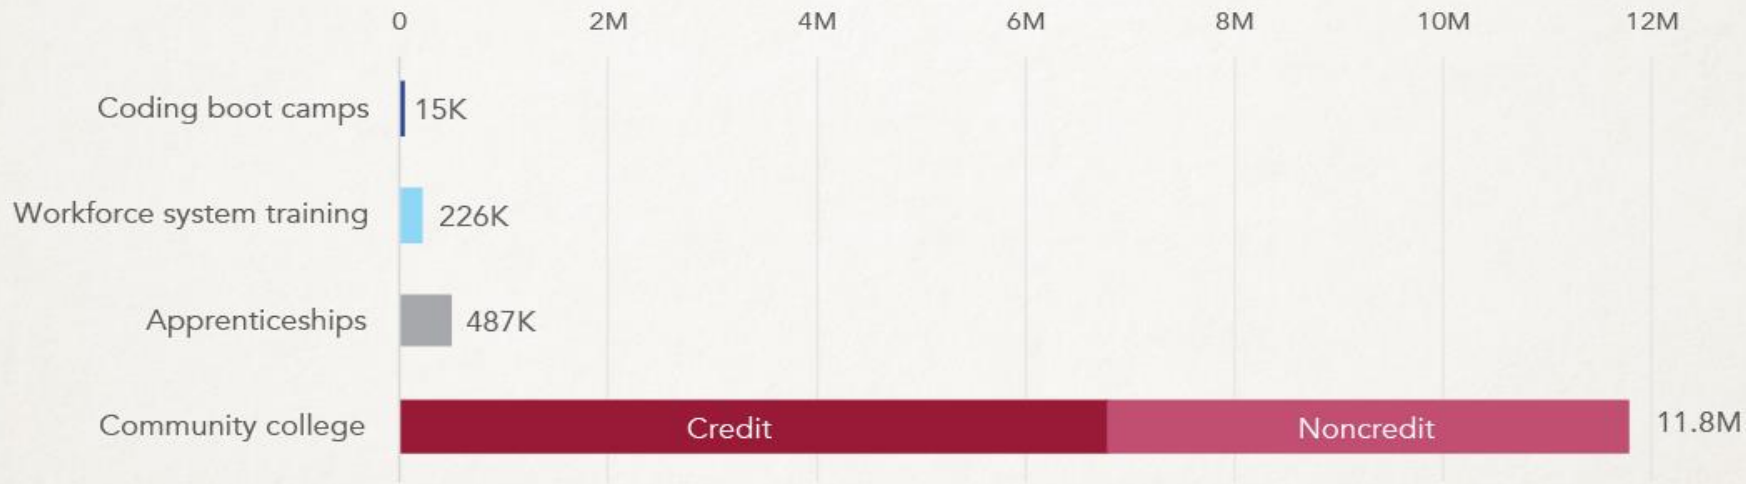 0 2M 4M 6M 8M 10M 12M
Coding boot camps 15K
Workforce system training 226K
Apprenticeships 487K
Community college Credit Noncredit 11.8M